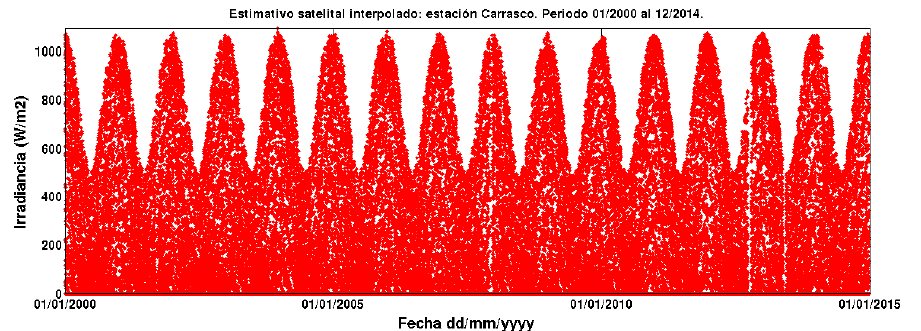 Estimativo satelital interpolado: estación Carrasco. Periodo 01/2000 al 12/2014.
Irradiancia (W/m2)
1000
800
600
400
200
0
01/01/2000 01/01/2005 01/01/2010 01/01/2015
Fecha dd/mm/yyyy